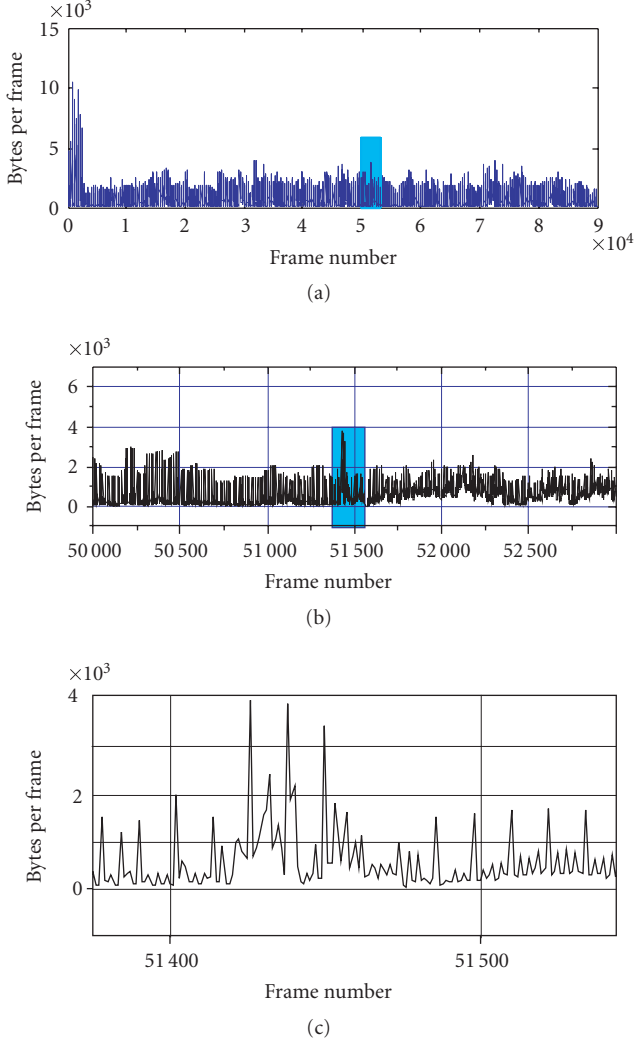 ×10³
15
10
5
0
Bytes per frame
0 1 2 3 4 5 6 7 8 9
×10⁴
Frame number
(a)
×10³
6
4
2
0
Bytes per frame
50 000 50 500 51 000 51 500 52 000 52 500
Frame number
(b)
×10³
4
2
0
Bytes per frame
51 400 51 500
Frame number
(c)